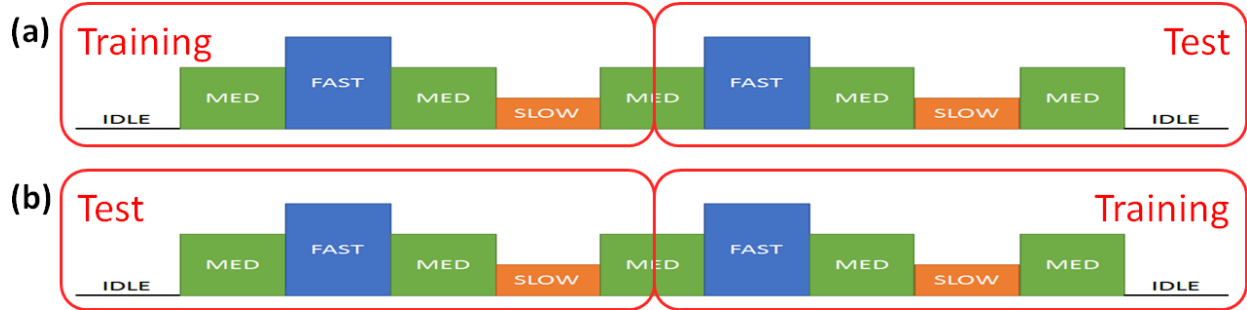 (a) Training Test
IDLE MED FAST MED SLOW MED FAST MED SLOW MED IDLE
(b) Test Training
IDLE MED FAST MED SLOW MED FAST MED SLOW MED IDLE